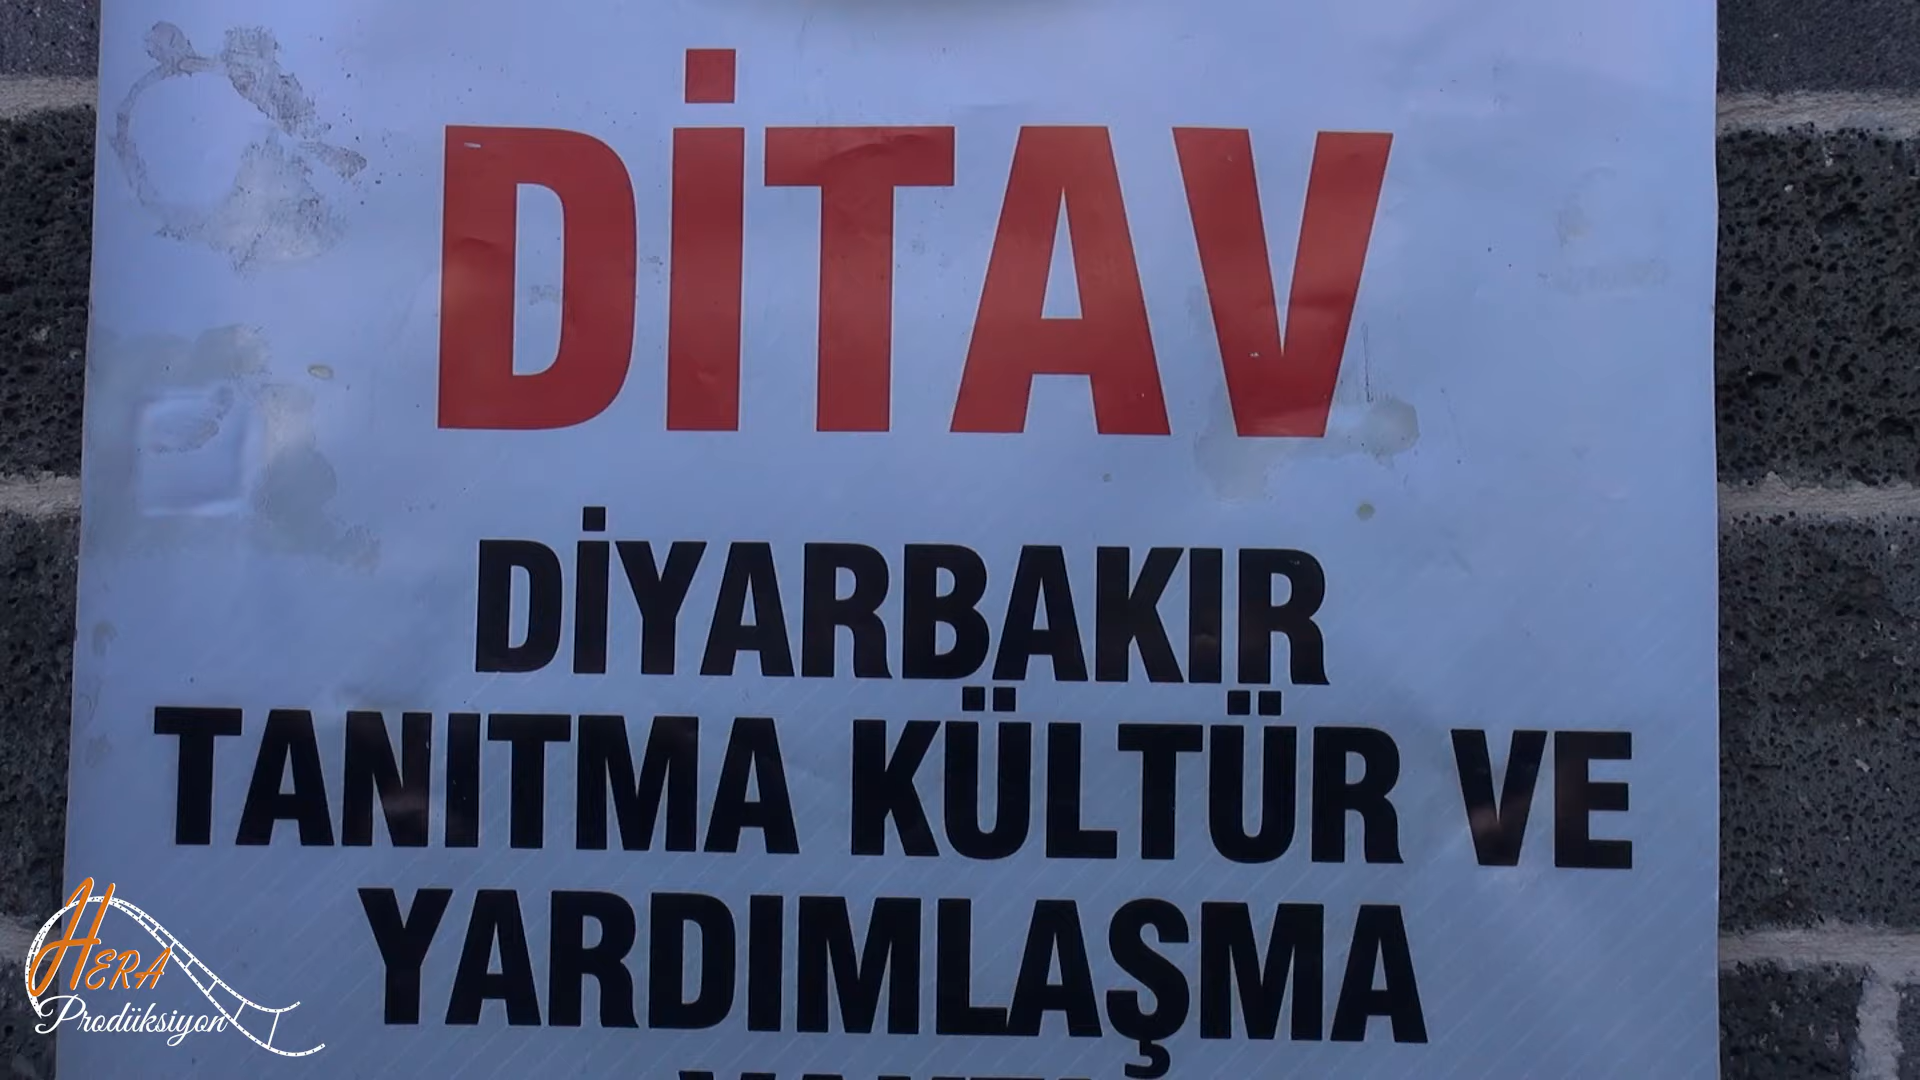 DİTAV
DİYARBAKIR
TANITMA KÜLTÜR VE
YARDIMLAŞMA
HERA
Prodüksiyon